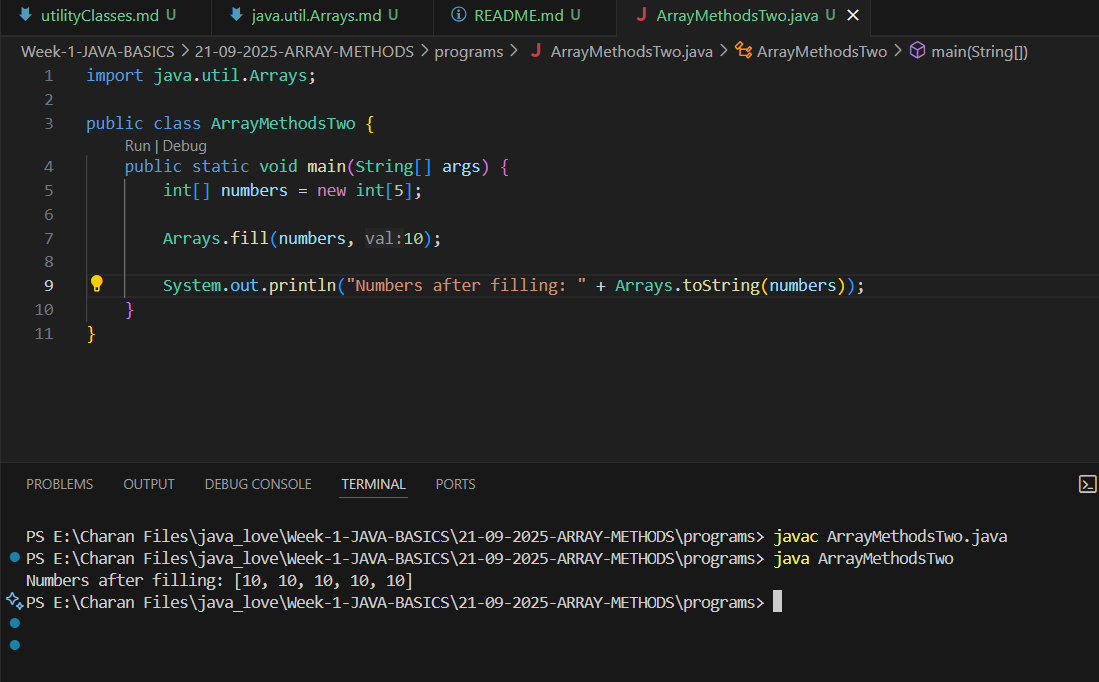 utilityClasses.md U java.util.Arrays.md U README.md U ArrayMethodsTwo.java U
Week-1-JAVA-BASICS > 21-09-2025-ARRAY-METHODS > programs > ArrayMethodsTwo.java > ArrayMethodsTwo > main(String[])
1 import java.util.Arrays;
2
3 public class ArrayMethodsTwo {
Run | Debug
4 public static void main(String[] args) {
5 int[] numbers = new int[5];
6
7 Arrays.fill(numbers, val:10);
8
9 System.out.println("Numbers after filling: " + Arrays.toString(numbers));
10 }
11 }
PROBLEMS OUTPUT DEBUG CONSOLE TERMINAL PORTS
PS E:\Charan Files\java_love\Week-1-JAVA-BASICS\21-09-2025-ARRAY-METHODS\programs> javac ArrayMethodsTwo.java
PS E:\Charan Files\java_love\Week-1-JAVA-BASICS\21-09-2025-ARRAY-METHODS\programs> java ArrayMethodsTwo
Numbers after filling: [10, 10, 10, 10, 10]
PS E:\Charan Files\java_love\Week-1-JAVA-BASICS\21-09-2025-ARRAY-METHODS\programs>